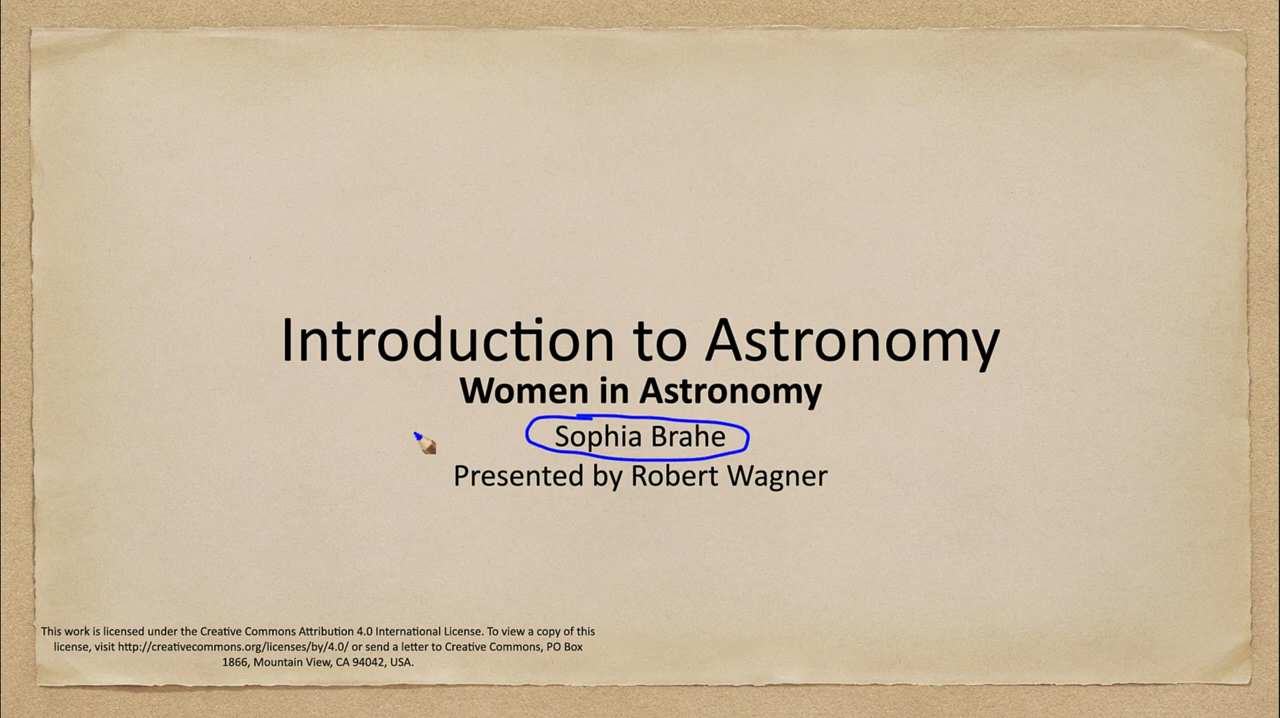 Introduction to Astronomy
Women in Astronomy
Sophia Brahe
Presented by Robert Wagner
This work is licensed under the Creative Commons Attribution 4.0 International License. To view a copy of this
license, visit http://creativecommons.org/licenses/by/4.0/ or send a letter to Creative Commons, PO Box
1866, Mountain View, CA 94042, USA.